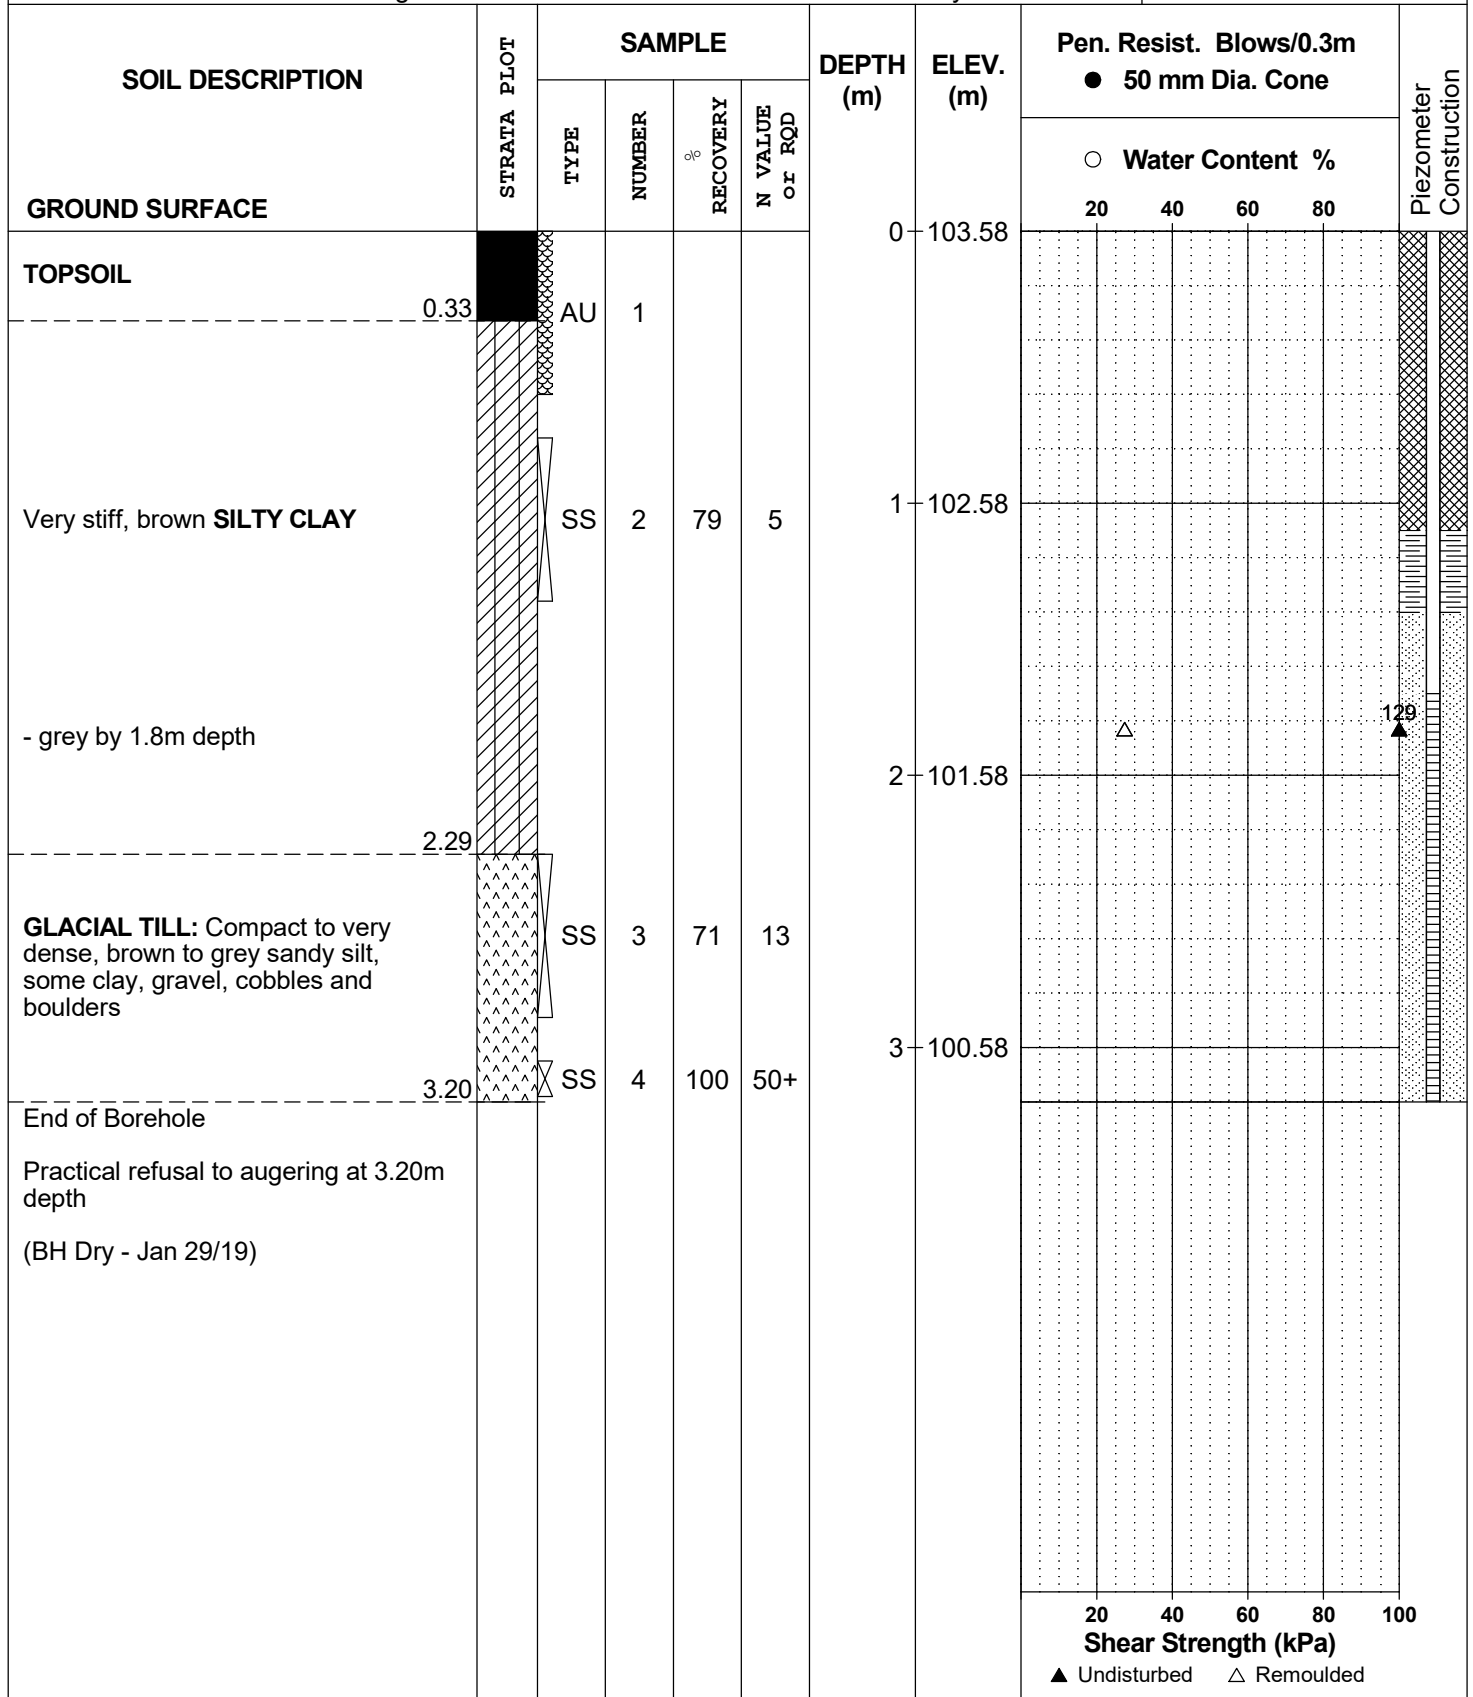 SOIL DESCRIPTION
GROUND SURFACE
STRATA PLOT
SAMPLE
TYPE
NUMBER
% RECOVERY
N VALUE or RQD
DEPTH (m)
ELEV. (m)
Pen. Resist. Blows/0.3m
● 50 mm Dia. Cone
○ Water Content %
20 40 60 80
Piezometer Construction
0 103.58
TOPSOIL
0.33
AU 1
1 102.58
Very stiff, brown SILTY CLAY
SS 2 79 5
129
- grey by 1.8m depth
2 101.58
2.29
GLACIAL TILL: Compact to very
dense, brown to grey sandy silt,
some clay, gravel, cobbles and
boulders
SS 3 71 13
3 100.58
SS 4 100 50+
3.20
End of Borehole
Practical refusal to augering at 3.20m
depth
(BH Dry - Jan 29/19)
20 40 60 80 100
Shear Strength (kPa)
▲ Undisturbed △ Remoulded